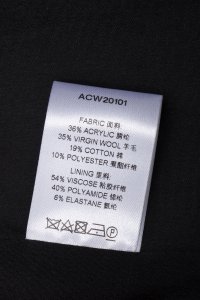 ACW20101
FABRIC 面料
36% ACRYLIC 腈纶
35% VIRGIN WOOL 羊毛
19% COTTON 棉
10% POLYESTER 聚酯纤维
LINING 里料
54% VISCOSE 粘胶纤维
40% POLYAMIDE 锦纶
6% ELASTANE 氨纶